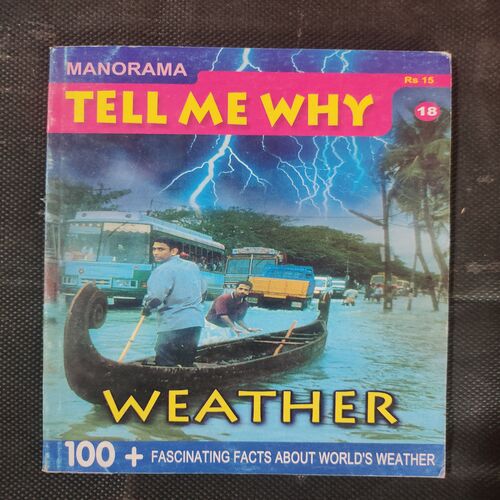 MANORAMA
Rs 15
TELL ME WHY
18
WEATHER
100 + FASCINATING FACTS ABOUT WORLD'S WEATHER